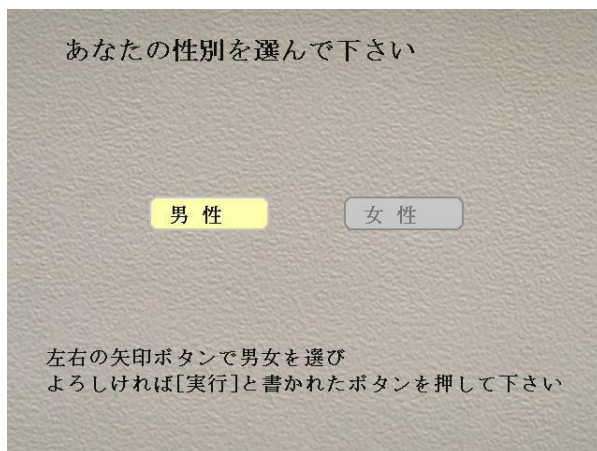 あなたの性別を選んで下さい
男性
女性
左右の矢印ボタンで男女を選び
よろしければ[実行]と書かれたボタンを押して下さい